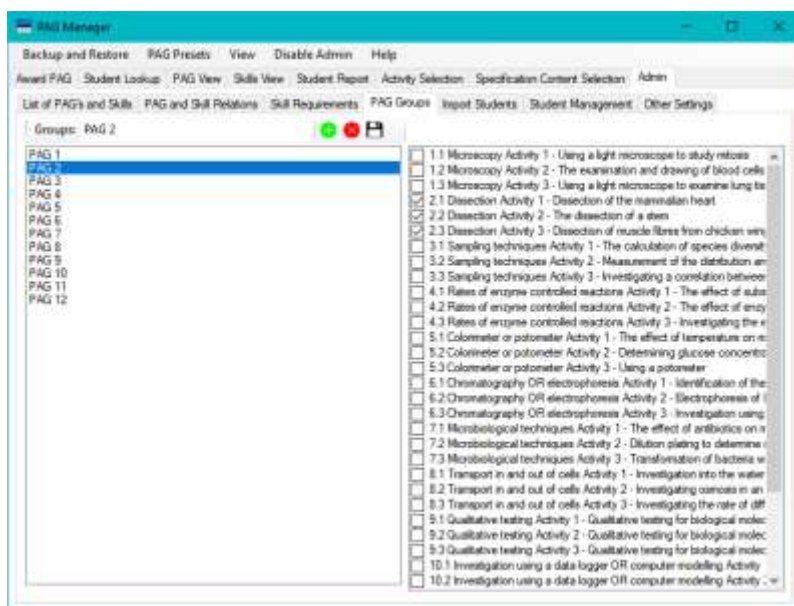 PAG Manager
Backup and Restore PAG Presets View Disable Admin Help
Award PAG Student Lookup PAG View Skills View Student Report Activity Selection Specification Content Selection Admin
List of PAG's and Skills PAG and Skill Relations Skill Requirements PAG Groups Import Students Student Management Other Settings
Groups: PAG 2
PAG 1
PAG 2
PAG 3
PAG 4
PAG 5
PAG 6
PAG 7
PAG 8
PAG 9
PAG 10
PAG 11
PAG 12
1.1 Microscopy Activity 1 - Using a light microscope to study mitosis
1.2 Microscopy Activity 2 - The examination and drawing of blood cells
1.3 Microscopy Activity 3 - Using a light microscope to examine lung tis
2.1 Dissection Activity 1 - Dissection of the mammalian heart
2.2 Dissection Activity 2 - The dissection of a stem
2.3 Dissection Activity 3 - Dissection of muscle fibres from chicken wing
3.1 Sampling techniques Activity 1 - The calculation of species diversit
3.2 Sampling techniques Activity 2 - Measurement of the distribution an
3.3 Sampling techniques Activity 3 - Investigating a correlation between
4.1 Rates of enzyme controlled reactions Activity 1 - The effect of subs
4.2 Rates of enzyme controlled reactions Activity 2 - The effect of enzy
4.3 Rates of enzyme controlled reactions Activity 3 - Investigating the e
5.1 Colorimeter or potometer Activity 1 - The effect of temperature on m
5.2 Colorimeter or potometer Activity 2 - Determining glucose concentra
5.3 Colorimeter or potometer Activity 3 - Using a potometer
6.1 Chromatography OR electrophoresis Activity 1 - Identification of the
6.2 Chromatography OR electrophoresis Activity 2 - Electrophoresis of
6.3 Chromatography OR electrophoresis Activity 3 - Investigation using
7.1 Microbiological techniques Activity 1 - The effect of antibiotics on m
7.2 Microbiological techniques Activity 2 - Dilution plating to determine
7.3 Microbiological techniques Activity 3 - Transformation of bacteria w
8.1 Transport in and out of cells Activity 1 - Investigation into the water
8.2 Transport in and out of cells Activity 2 - Investigating osmosis in an
8.3 Transport in and out of cells Activity 3 - Investigating the rate of diff
9.1 Qualitative testing Activity 1 - Qualitative testing for biological molec
9.2 Qualitative testing Activity 2 - Qualitative testing for biological molec
9.3 Qualitative testing Activity 3 - Qualitative testing for biological molec
10.1 Investigation using a data logger OR computer modelling Activity
10.2 Investigation using a data logger OR computer modelling Activity